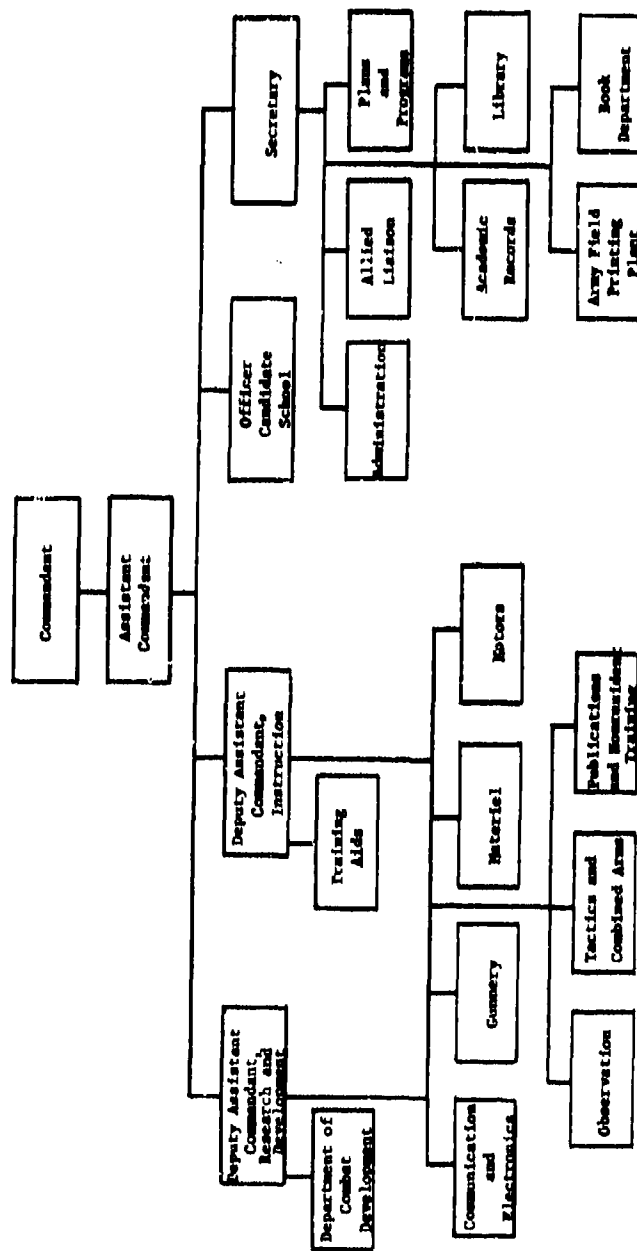 Commandant
Assistant
Commandant
Deputy Assistant
Commandant,
Research and
Development
Deputy Assistant
Commandant,
Instruction
Officer
Candidate
School
Secretary
Department of
Combat
Development
Training
Aids
Administration
Allied
Liaison
Plans
and
Programs
Academic
Records
Library
Army Field
Printing
Plant
Book
Department
Communication
and
Electronics
Gunnery
Materiel
Motors
Observation
Tactics and
Combined Arms
Publications
and Nonresident
Training